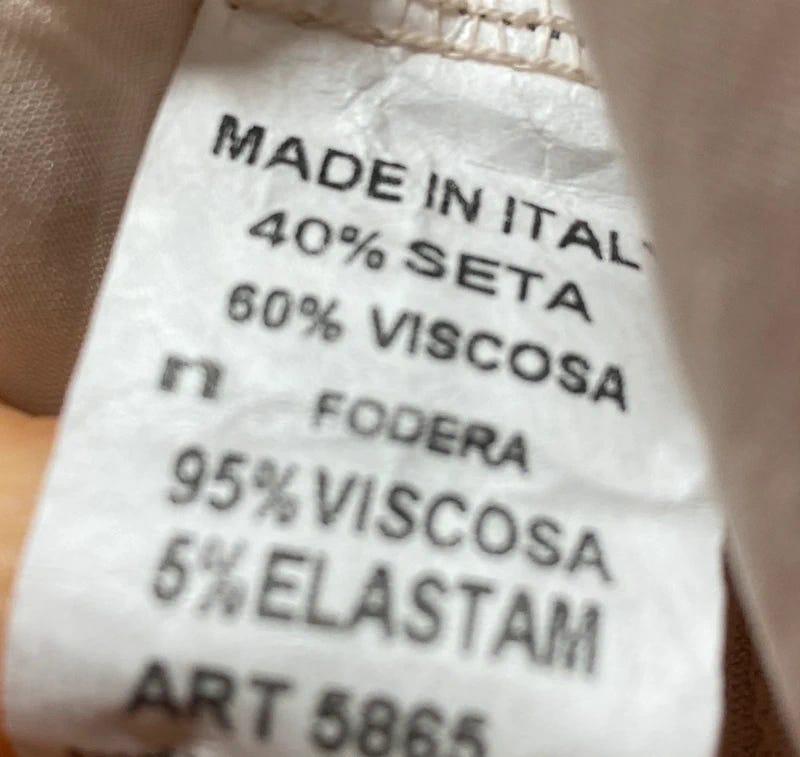 MADE IN ITAL
40% SETA
60% VISCOSA
n
FODERA
95% VISCOSA
5% ELASTAM
ART 5865